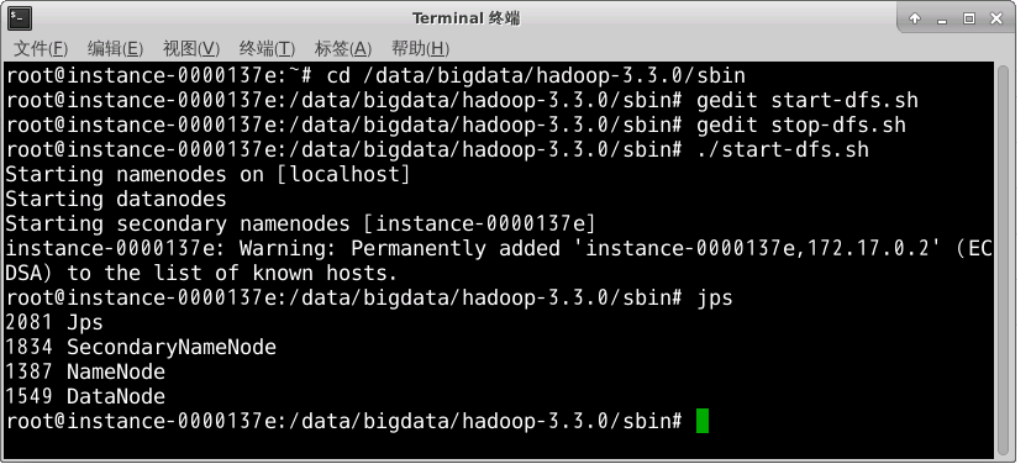 Terminal 终端
文件(F) 编辑(E) 视图(V) 终端(T) 标签(A) 帮助(H)
root@instance-0000137e:~# cd /data/bigdata/hadoop-3.3.0/sbin
root@instance-0000137e:/data/bigdata/hadoop-3.3.0/sbin# gedit start-dfs.sh
root@instance-0000137e:/data/bigdata/hadoop-3.3.0/sbin# gedit stop-dfs.sh
root@instance-0000137e:/data/bigdata/hadoop-3.3.0/sbin# ./start-dfs.sh
Starting namenodes on [localhost]
Starting datanodes
Starting secondary namenodes [instance-0000137e]
instance-0000137e: Warning: Permanently added 'instance-0000137e,172.17.0.2' (EC
DSA) to the list of known hosts.
root@instance-0000137e:/data/bigdata/hadoop-3.3.0/sbin# jps
2081 Jps
1834 SecondaryNameNode
1387 NameNode
1549 DataNode
root@instance-0000137e:/data/bigdata/hadoop-3.3.0/sbin#